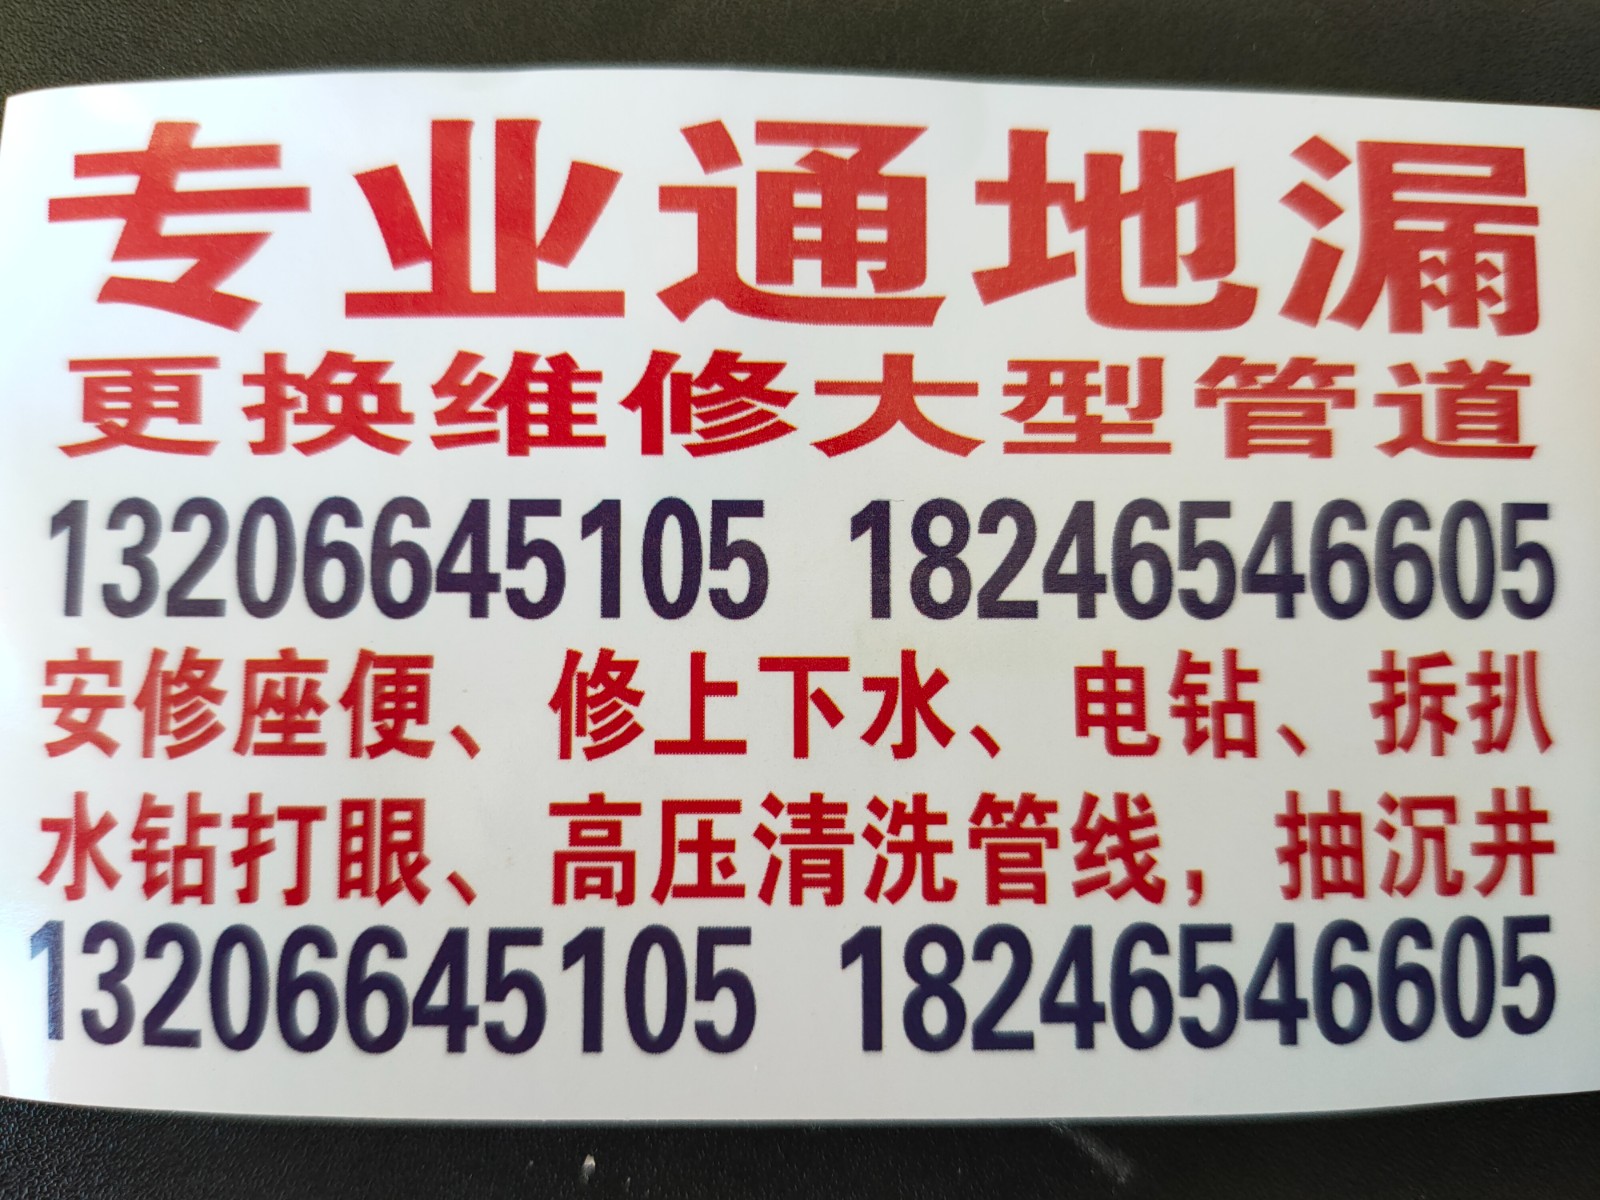 专业通地漏
更换维修大型管道
13206645105 18246546605
安修座便、修上下水、电钻、拆扒
水钻打眼、高压清洗管线，抽沉井
13206645105 18246546605